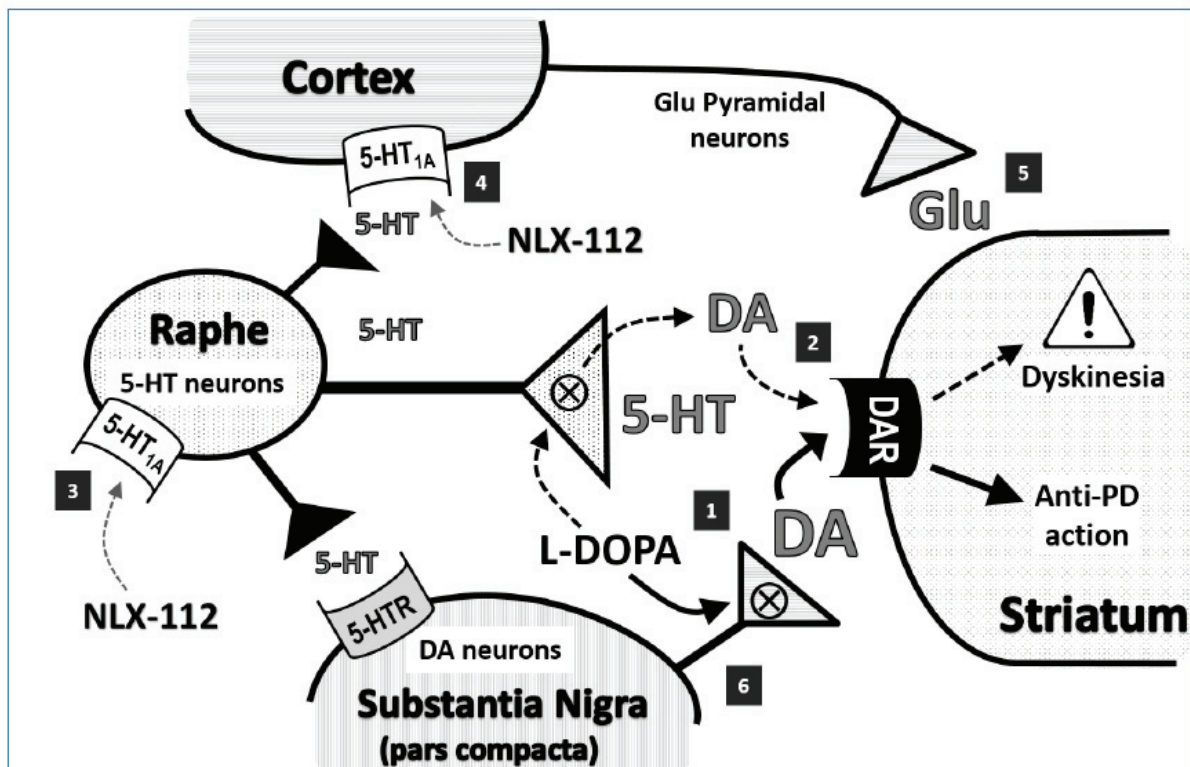 Cortex
Glu Pyramidal
neurons
5-HT1A
4
5
5-HT
Glu
NLX-112
Raphe
5-HT neurons
5-HT
DA
2
Dyskinesia
5-HT
DAR
5-HT1A
3
1
Anti-PD
action
L-DOPA
DA
5-HT
NLX-112
5-HTR
Striatum
DA neurons
6
Substantia Nigra
(pars compacta)
!